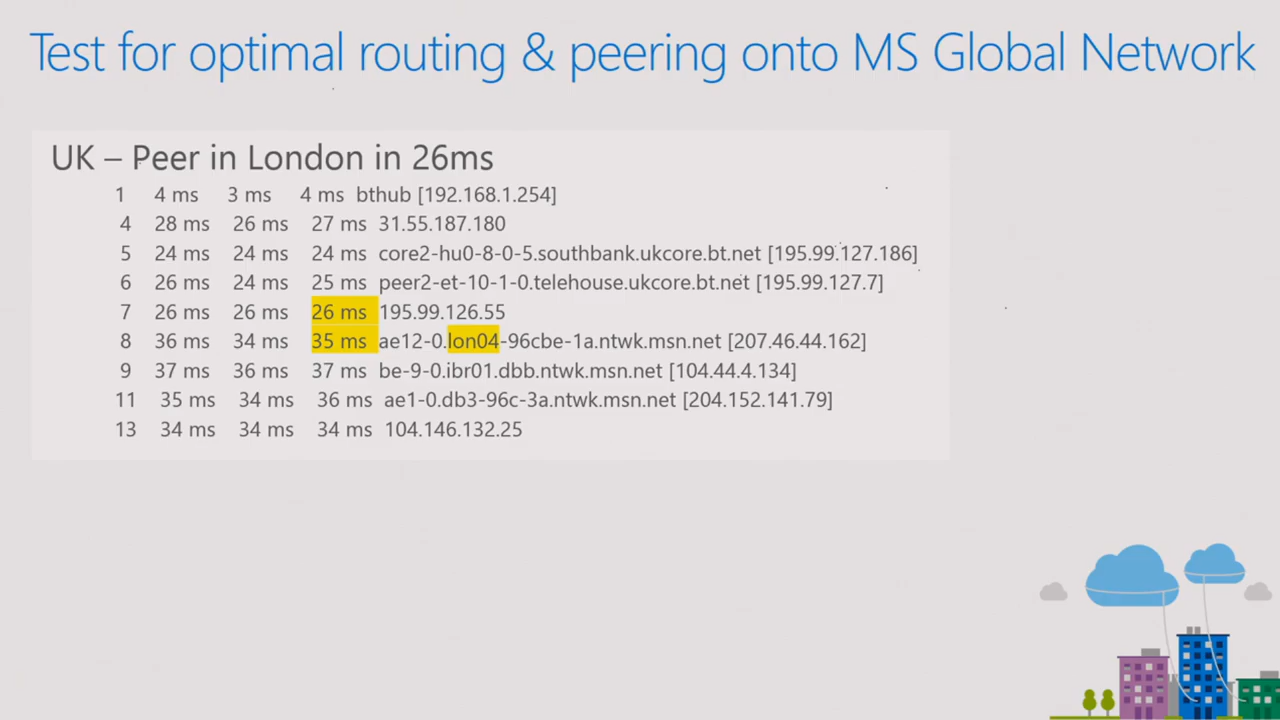 Test for optimal routing & peering onto MS Global Network
UK – Peer in London in 26ms
1 4 ms 3 ms 4 ms bthub [192.168.1.254]
4 28 ms 26 ms 27 ms 31.55.187.180
5 24 ms 24 ms 24 ms core2-hu0-8-0-5.southbank.ukcore.bt.net [195.99.127.186]
6 26 ms 24 ms 25 ms peer2-et-10-1-0.telehouse.ukcore.bt.net [195.99.127.7]
7 26 ms 26 ms 26 ms 195.99.126.55
8 36 ms 34 ms 35 ms ae12-0.lon04-96cbe-1a.ntwk.msn.net [207.46.44.162]
9 37 ms 36 ms 37 ms be-9-0.ibr01.dbb.ntwk.msn.net [104.44.4.134]
11 35 ms 34 ms 36 ms ae1-0.db3-96c-3a.ntwk.msn.net [204.152.141.79]
13 34 ms 34 ms 34 ms 104.146.132.25